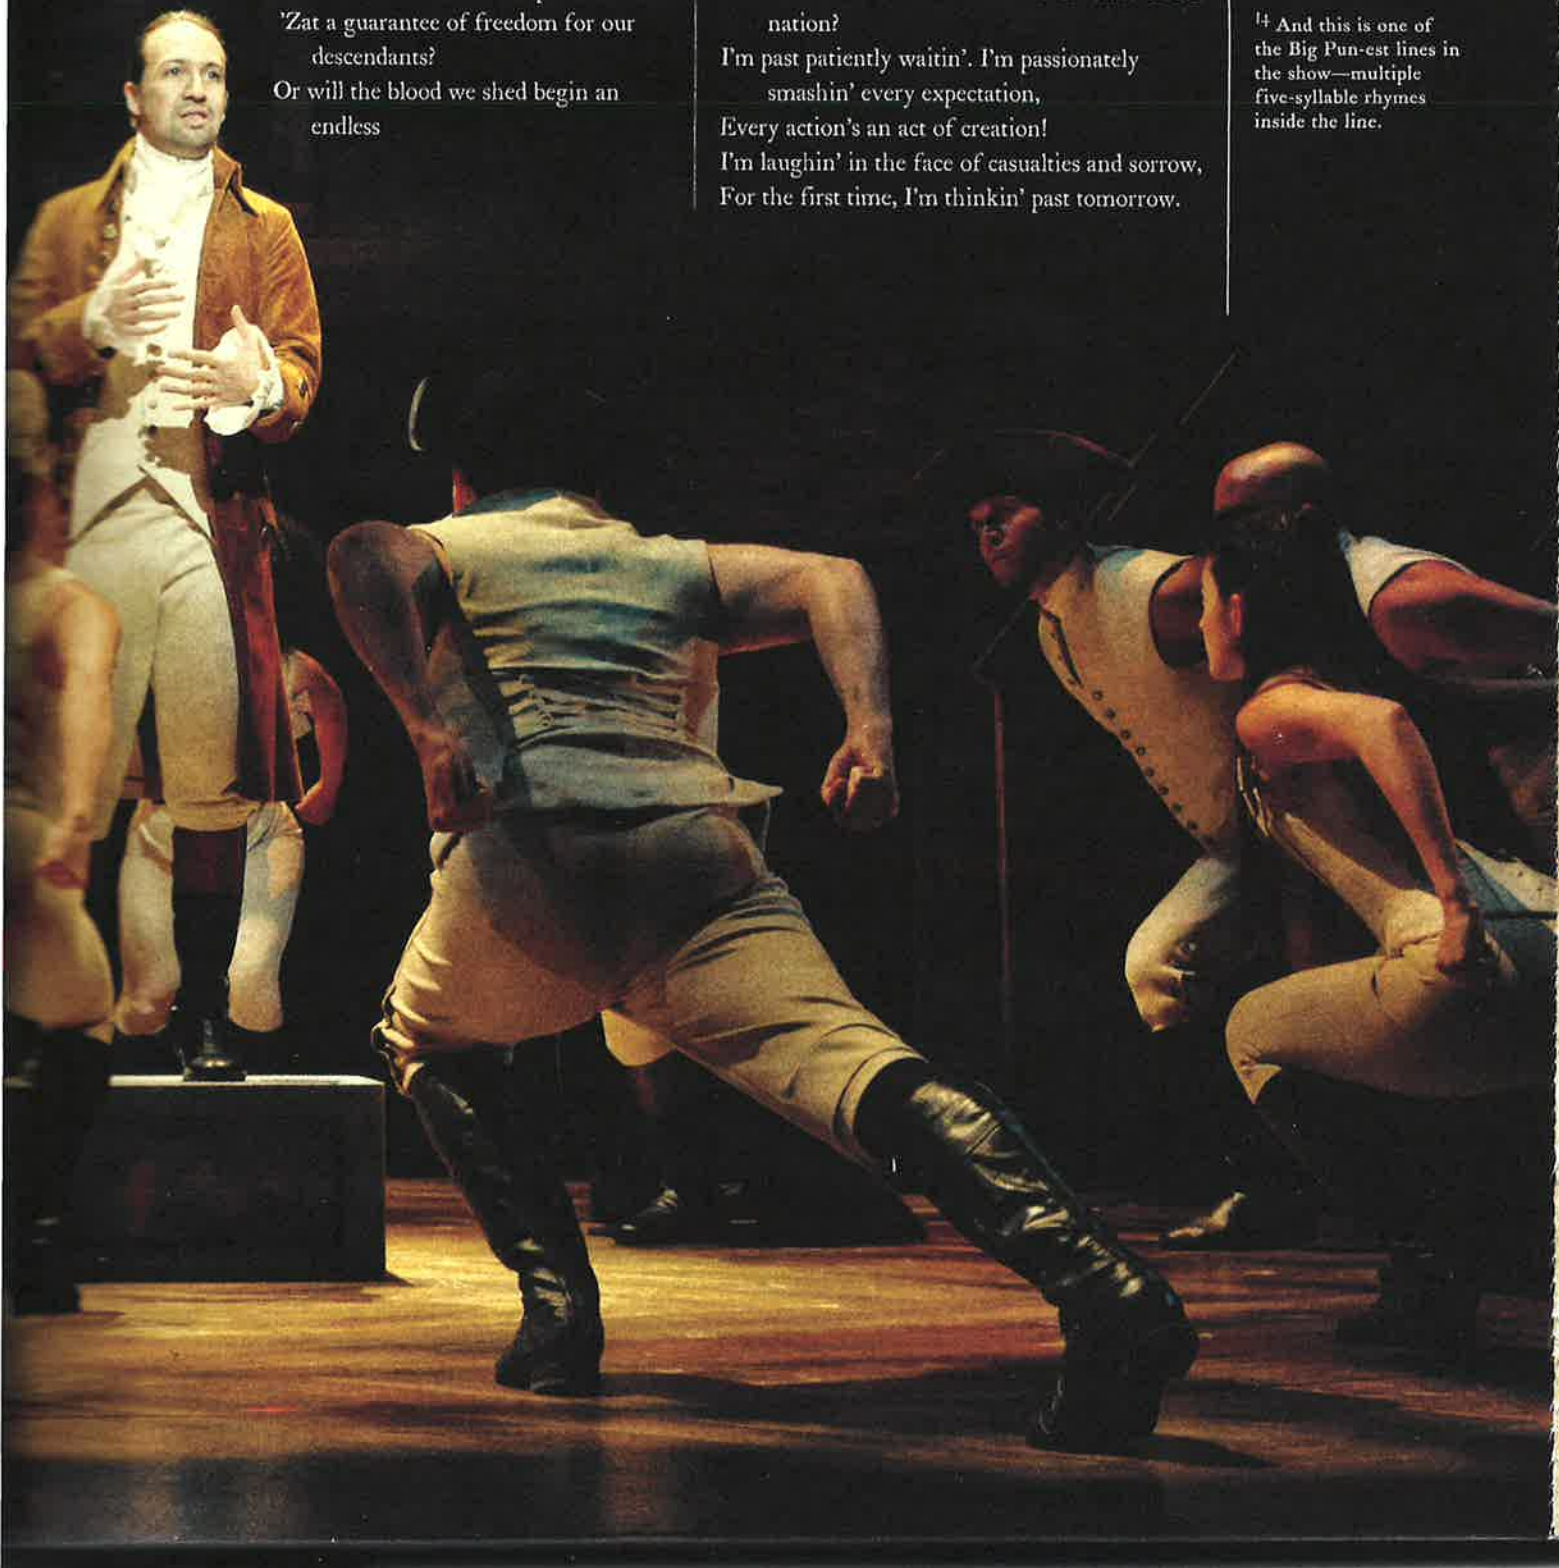 'Zat a guarantee of freedom for our
descendants?
Or will the blood we shed begin an
endless
nation?
I'm past patiently waitin'. I'm passionately
smashin' every expectation,
Every action's an act of creation!
I'm laughin' in the face of casualties and sorrow,
For the first time, I'm thinkin' past tomorrow.
14 And this is one of
the Big Pun-est lines in
the show—multiple
five-syllable rhymes
inside the line.